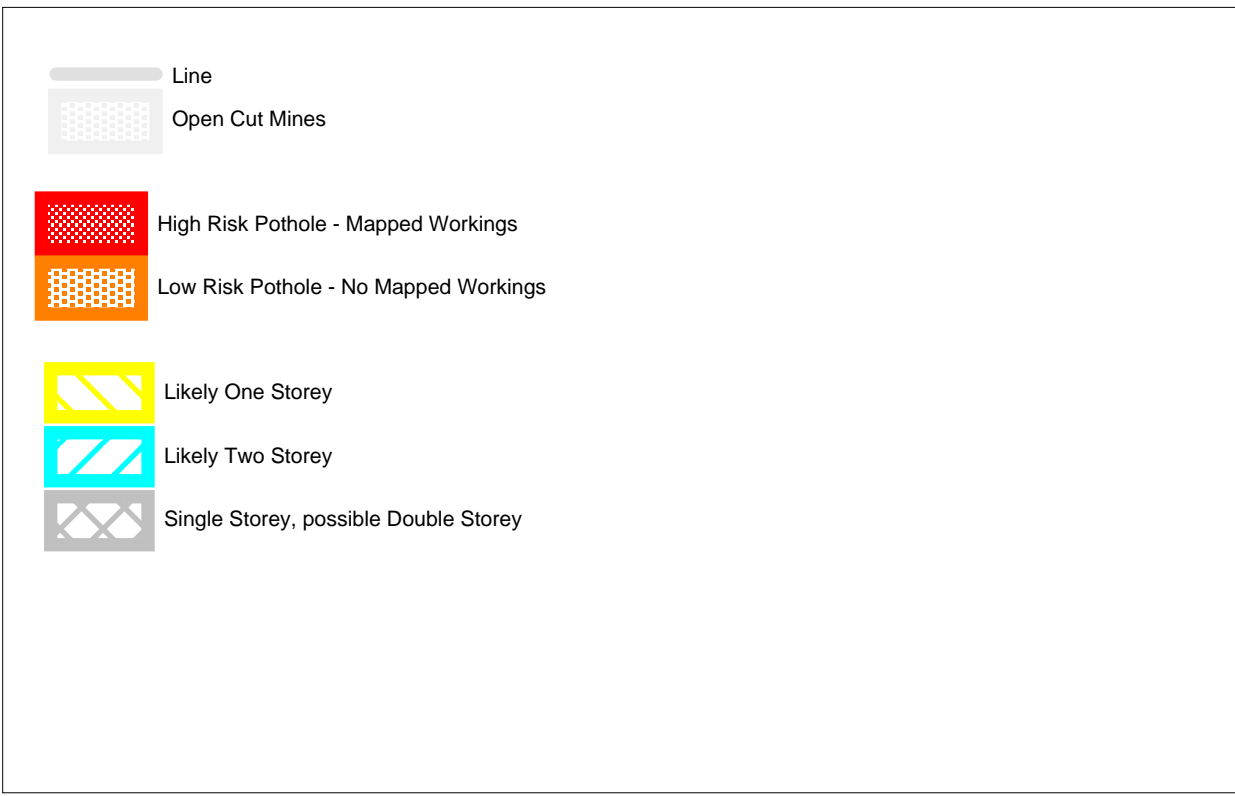 Line
Open Cut Mines
High Risk Pothole - Mapped Workings
Low Risk Pothole - No Mapped Workings
Likely One Storey
Likely Two Storey
Single Storey, possible Double Storey